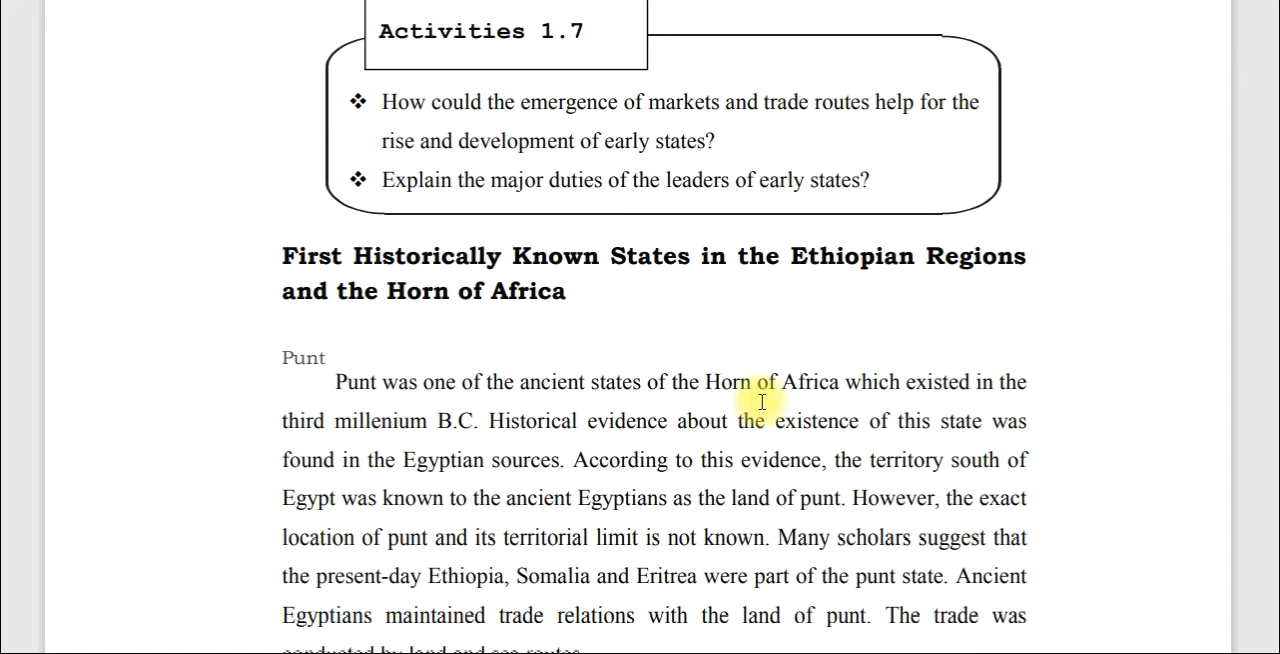 Activities 1.7
❖ How could the emergence of markets and trade routes help for the
rise and development of early states?
❖ Explain the major duties of the leaders of early states?
First Historically Known States in the Ethiopian Regions
and the Horn of Africa
Punt
Punt was one of the ancient states of the Horn of Africa which existed in the
third millenium B.C. Historical evidence about the existence of this state was
found in the Egyptian sources. According to this evidence, the territory south of
Egypt was known to the ancient Egyptians as the land of punt. However, the exact
location of punt and its territorial limit is not known. Many scholars suggest that
the present-day Ethiopia, Somalia and Eritrea were part of the punt state. Ancient
Egyptians maintained trade relations with the land of punt. The trade was
conducted by land and sea routes.